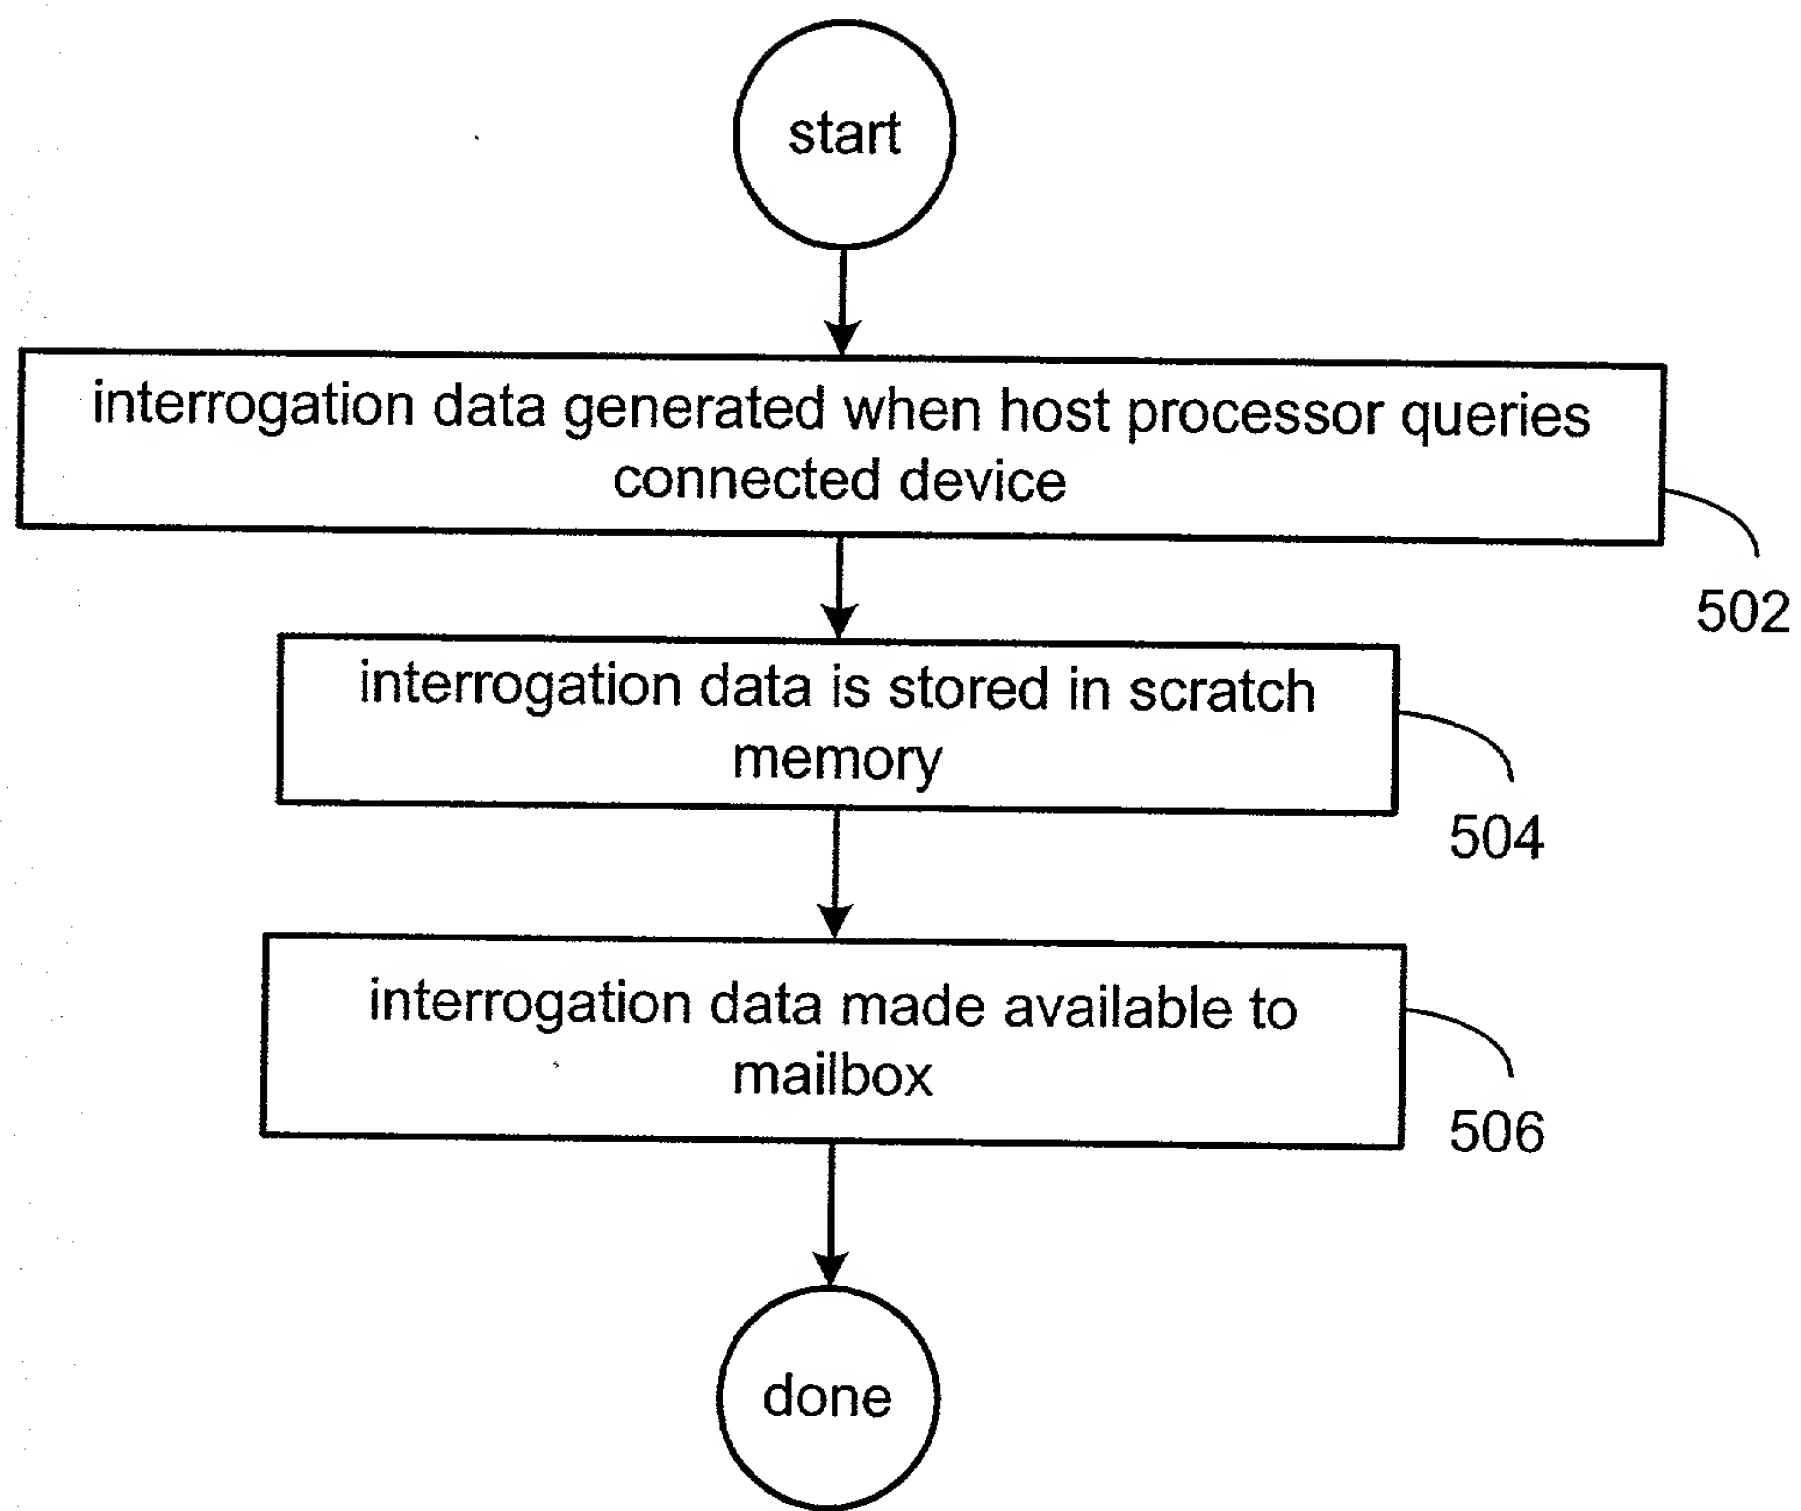 start
interrogation data generated when host processor queries
connected device
502
interrogation data is stored in scratch
memory
504
interrogation data made available to
mailbox
506
done